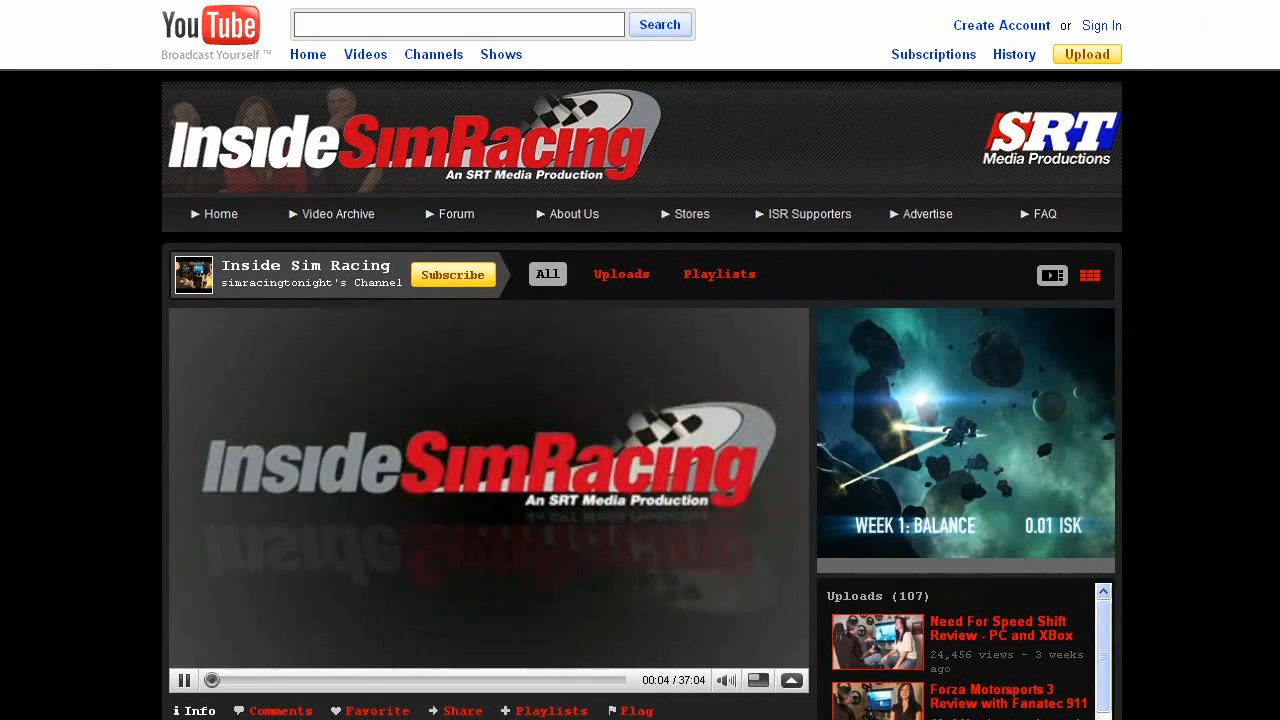 YouTube
Broadcast Yourself ™
Search
Create Account or Sign In
Home Videos Channels Shows
Subscriptions History Upload
InsideSimRacing
An SRT Media Production
SRT
Media Productions
Home Video Archive Forum About Us Stores ISR Supporters Advertise FAQ
Inside Sim Racing
simracingtonight's Chann
Subscribe
All Uploads Playlists
InsideSimRacing
An SRT Media Production
WEEK 1: BALANCE 0.01 ISK
Uploads (107)
Need For Speed Shift
Review - PC and XBox
24,456 views - 3 weeks
ago
Forza Motorsports 3
Review with Fanatec 911
00:04 / 37:04
Info Comments Favorite Share Playlists Flag